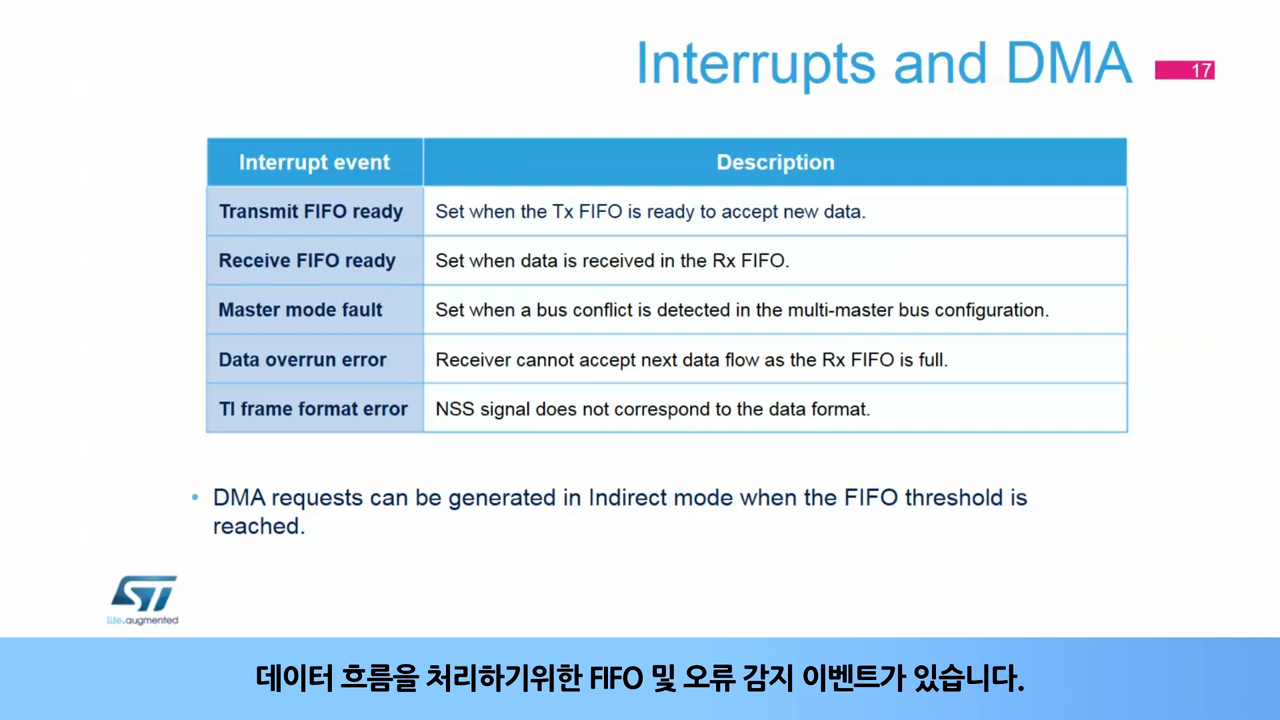 Interrupts and DMA
17
Interrupt event Description
Transmit FIFO ready Set when the Tx FIFO is ready to accept new data.
Receive FIFO ready Set when data is received in the Rx FIFO.
Master mode fault Set when a bus conflict is detected in the multi-master bus configuration.
Data overrun error Receiver cannot accept next data flow as the Rx FIFO is full.
TI frame format error NSS signal does not correspond to the data format.
• DMA requests can be generated in Indirect mode when the FIFO threshold is
reached.
ST
life.augmented
데이터 흐름을 처리하기위한 FIFO 및 오류 감지 이벤트가 있습니다.